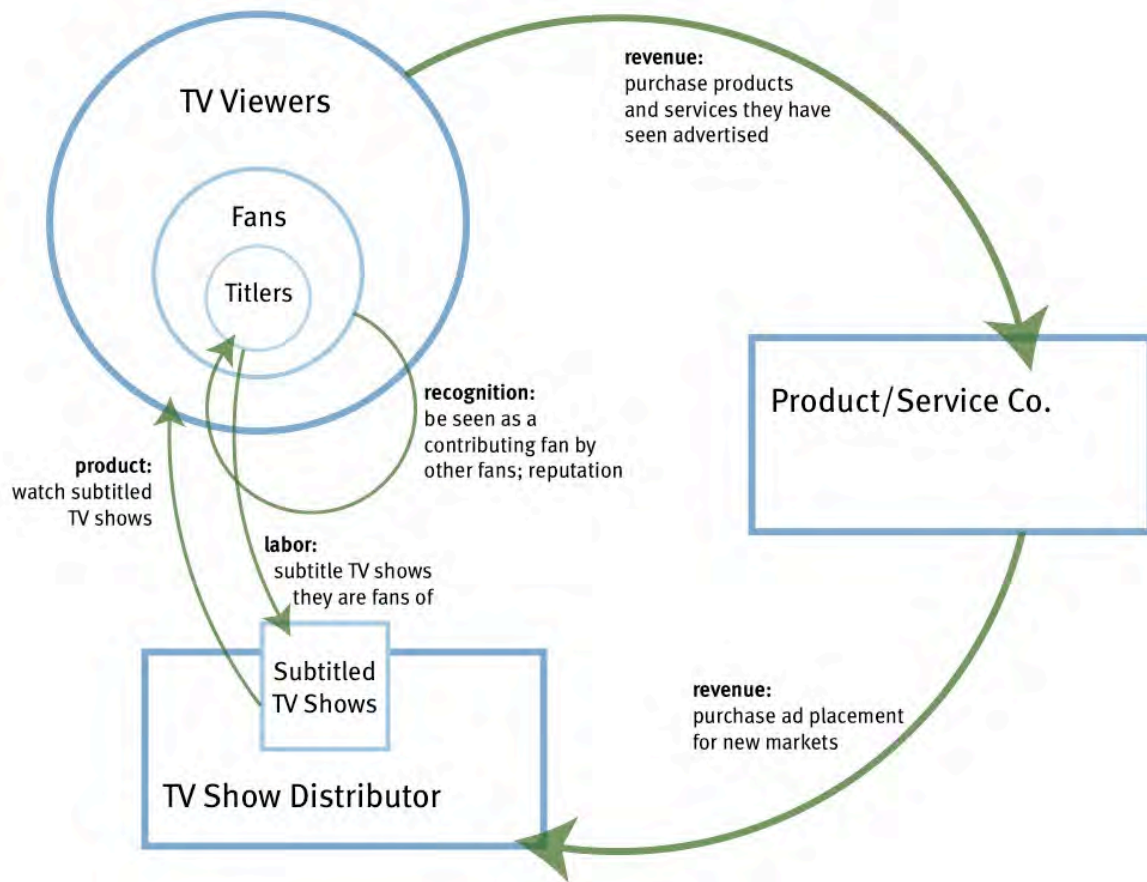 TV Viewers
Fans
Titlers
revenue:
purchase products
and services they have
seen advertised
Product/Service Co.
recognition:
be seen as a
contributing fan by
other fans; reputation
product:
watch subtitled
TV shows
labor:
subtitle TV shows
they are fans of
Subtitled
TV Shows
TV Show Distributor
revenue:
purchase ad placement
for new markets